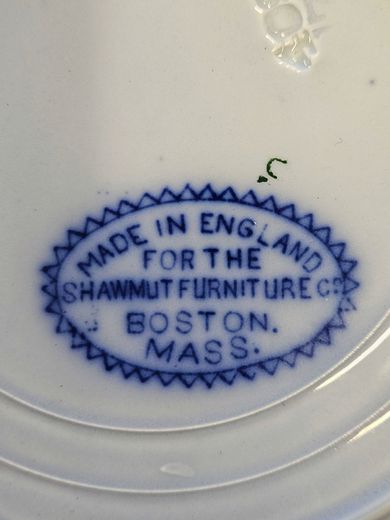 MADE IN ENGLAND
FOR THE
SHAWMUT FURNITURE Co
BOSTON.
MASS.